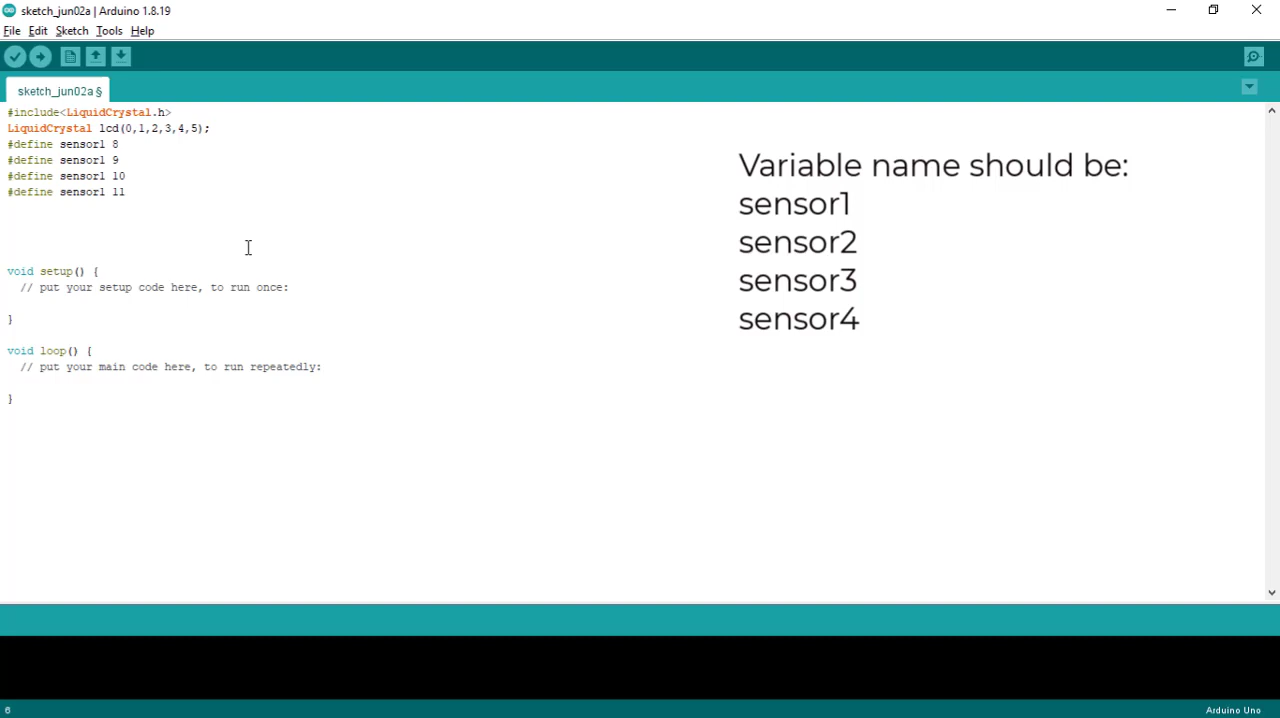 sketch_jun02a | Arduino 1.8.19
File Edit Sketch Tools Help
sketch_jun02a §
#include<LiquidCrystal.h>
LiquidCrystal lcd(0,1,2,3,4,5);
#define sensor1 8
#define sensor1 9
#define sensor1 10
#define sensor1 11
void setup() {
// put your setup code here, to run once:
}
void loop() {
// put your main code here, to run repeatedly:
}
Variable name should be:
sensor1
sensor2
sensor3
sensor4
6
Arduino Uno